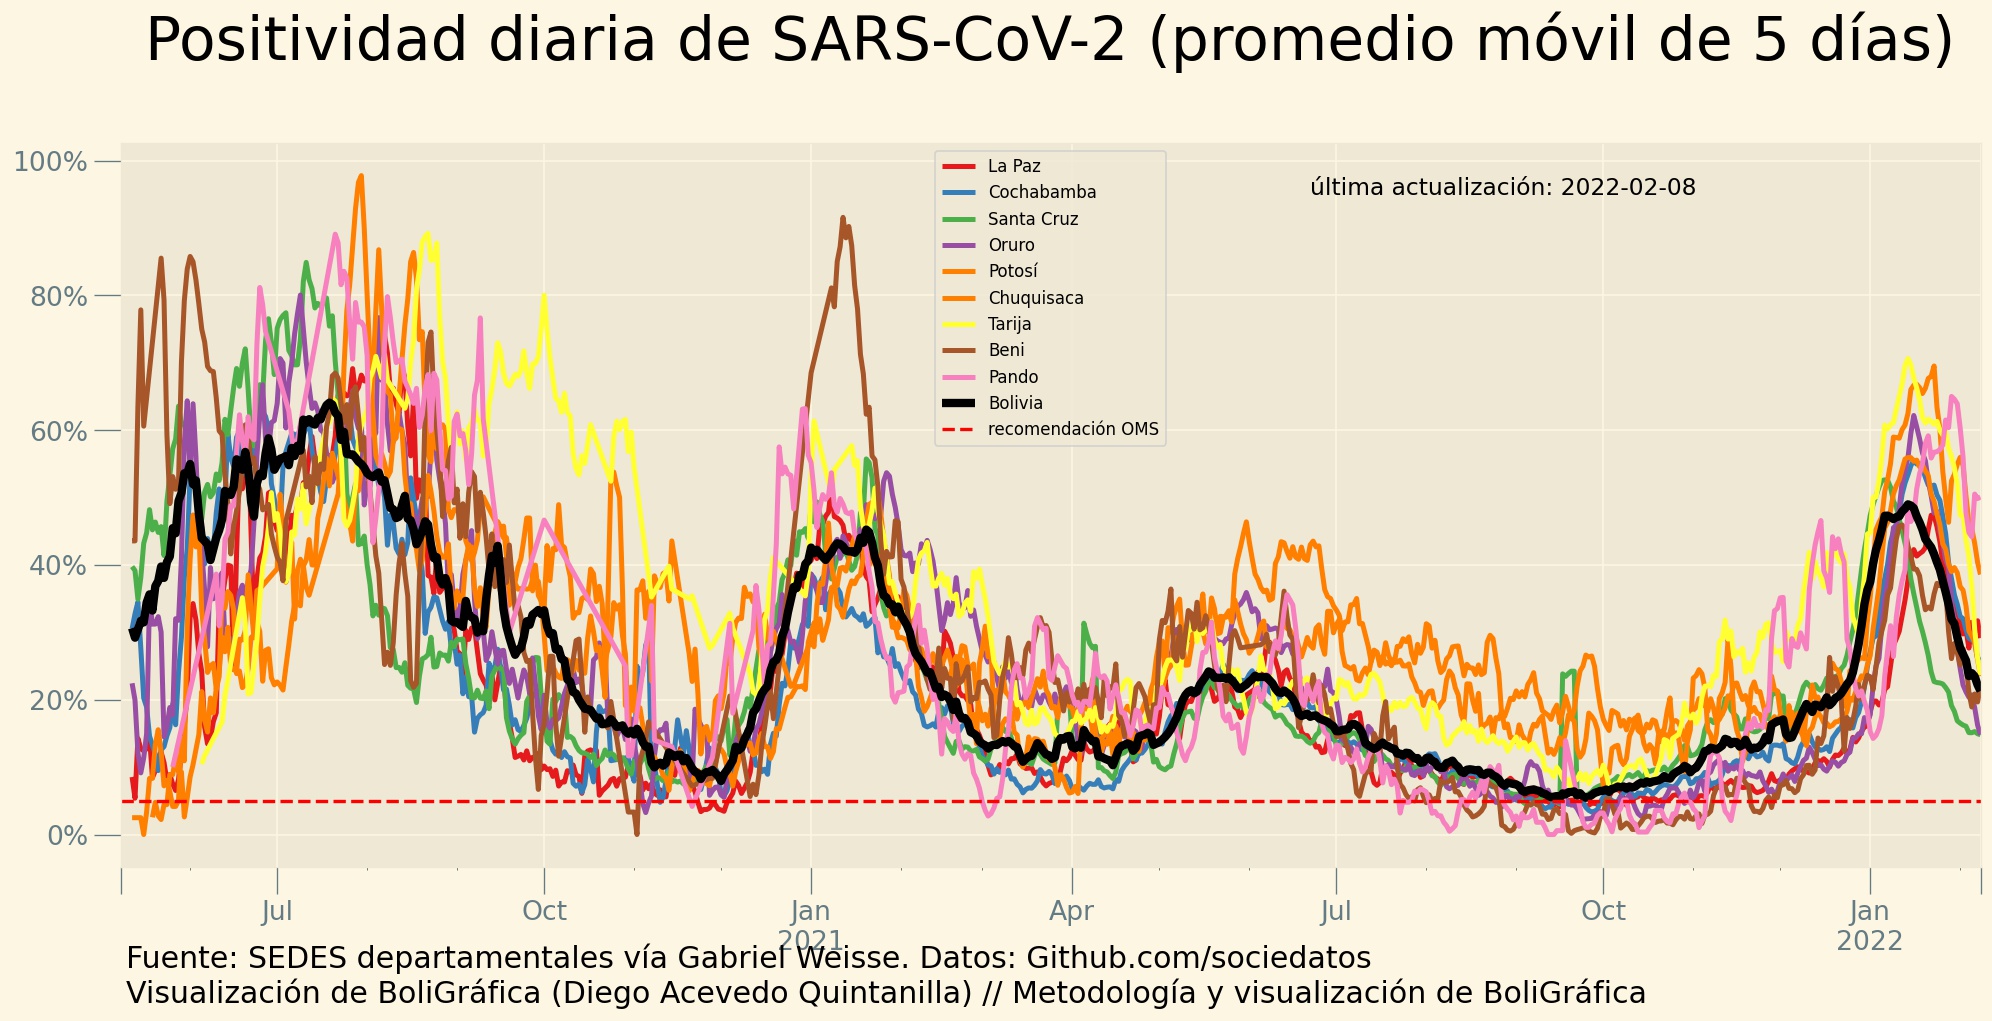 Positividad diaria de SARS-CoV-2 (promedio móvil de 5 días)
100%
80%
60%
40%
20%
0%
La Paz
Cochabamba
Santa Cruz
Oruro
Potosí
Chuquisaca
Tarija
Beni
Pando
Bolivia
recomendación OMS
última actualización: 2022-02-08
Jul
Oct
Jan
2021
Apr
Jul
Oct
Jan
2022
Fuente: SEDES departamentales vía Gabriel Weisse. Datos: Github.com/sociedatos
Visualización de BoliGráfica (Diego Acevedo Quintanilla) // Metodología y visualización de BoliGráfica